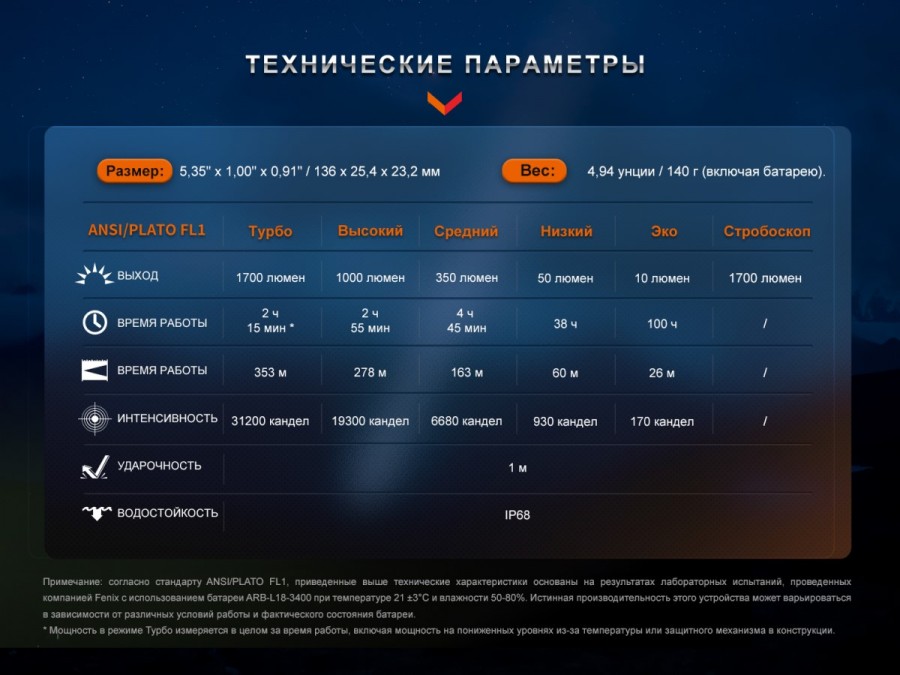 ТЕХНИЧЕСКИЕ ПАРАМЕТРЫ
Размер: 5,35" x 1,00" x 0,91" / 136 x 25,4 x 23,2 мм Вес: 4,94 унции / 140 г (включая батарею).
ANSI/PLATO FL1 Турбо Высокий Средний Низкий Эко Стробоскоп
ВЫХОД 1700 люмен 1000 люмен 350 люмен 50 люмен 10 люмен 1700 люмен
ВРЕМЯ РАБОТЫ 2 ч 15 мин * 2 ч 55 мин 4 ч 45 мин 38 ч 100 ч /
ВРЕМЯ РАБОТЫ 353 м 278 м 163 м 60 м 26 м /
ИНТЕНСИВНОСТЬ 31200 кандел 19300 кандел 6680 кандел 930 кандел 170 кандел /
УДАРОЧНОСТЬ 1 м
ВОДОСТОЙКОСТЬ IP68
Примечание: согласно стандарту ANSI/PLATO FL1, приведенные выше технические характеристики основаны на результатах лабораторных испытаний, проведенных
компанией Fenix с использованием батареи ARB-L18-3400 при температуре 21 ±3°C и влажности 50-80%. Истинная производительность этого устройства может варьироваться
в зависимости от различных условий работы и фактического состояния батареи.
* Мощность в режиме Турбо измеряется в целом за время работы, включая мощность на пониженных уровнях из-за температуры или защитного механизма в конструкции.